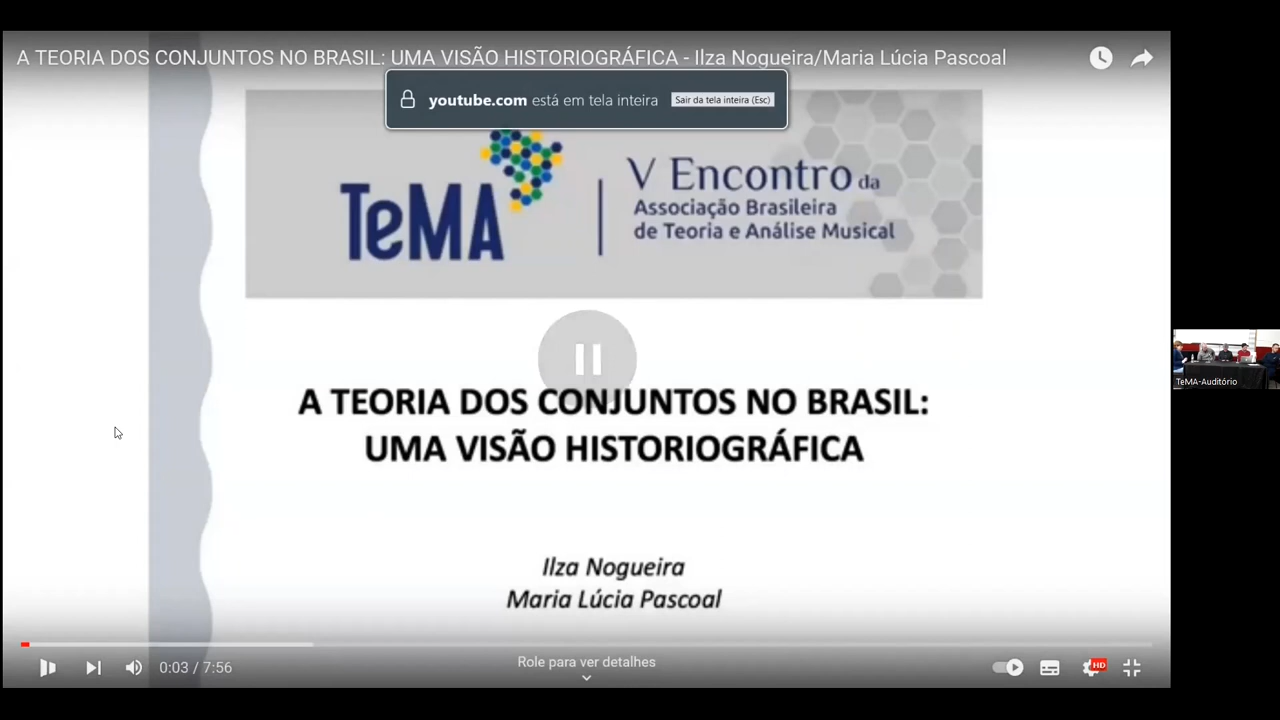 A TEORIA DOS CONJUNTOS NO BRASIL: UMA VISÃO HISTORIOGRÁFICA - Ilza Nogueira/Maria Lúcia Pascoal
youtube.com está em tela inteira Sair da tela inteira (Esc)
TeMA
V Encontro da
Associação Brasileira
de Teoria e Análise Musical
A TEORIA DOS CONJUNTOS NO BRASIL:
UMA VISÃO HISTORIOGRÁFICA
TeMA-Auditório
Ilza Nogueira
Maria Lúcia Pascoal
0:03 / 7:56
Role para ver detalhes
HD